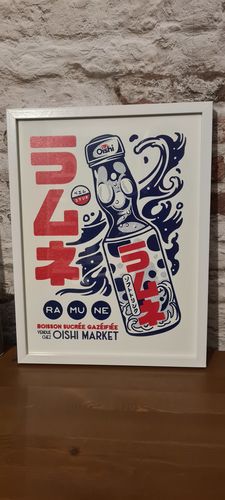 ラムネ
Oishi
ラムネ
RA MU NE
BOISSON SUCRÉE GAZÉIFIÉE
VENDUE CHEZ OISHI MARKET